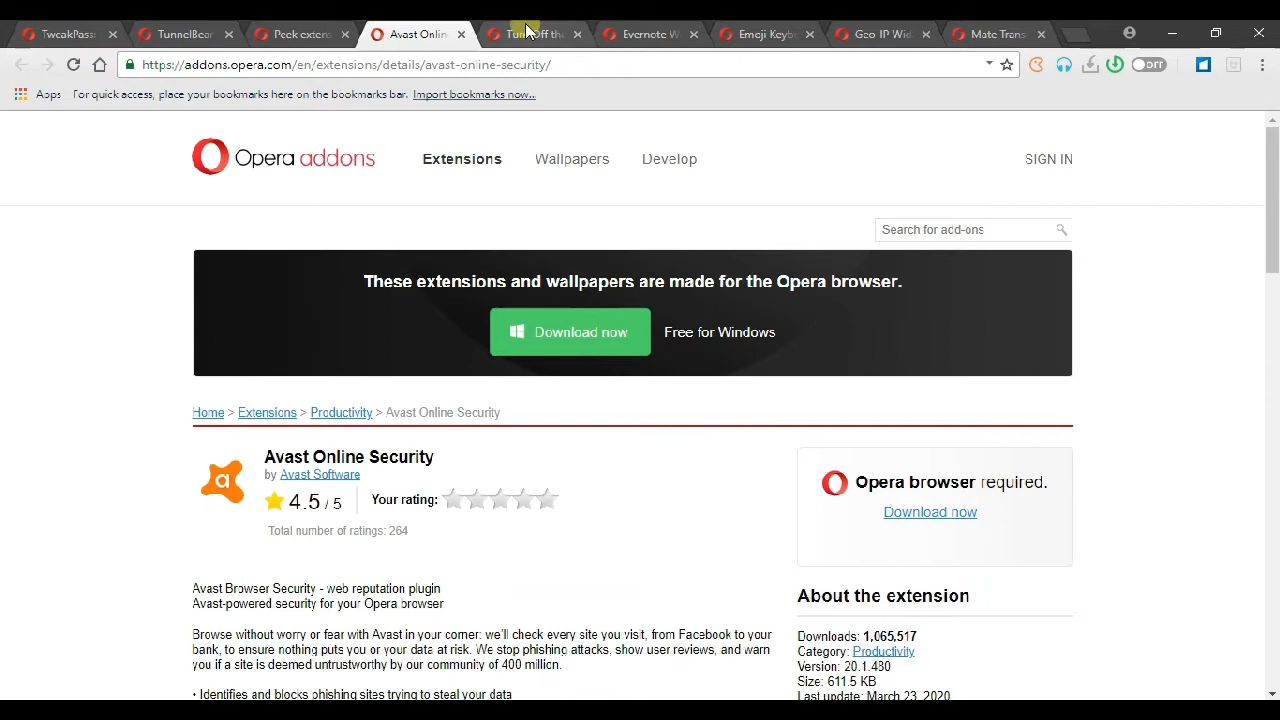 TweakPass
TunnelBear
Peek extens
Avast Onlin
Turn Off the
Evernote W
Emoji Keyb
Geo IP Wid
Mate Trans
https://addons.opera.com/en/extensions/details/avast-online-security/
OFF
Apps
For quick access, place your bookmarks here on the bookmarks bar. Import bookmarks now...
Opera addons
Extensions
Wallpapers
Develop
SIGN IN
Search for add-ons
These extensions and wallpapers are made for the Opera browser.
Download now
Free for Windows
Home > Extensions > Productivity > Avast Online Security
Avast Online Security
by Avast Software
4.5 / 5
Your rating:
Total number of ratings: 264
Opera browser required.
Download now
Avast Browser Security - web reputation plugin
Avast-powered security for your Opera browser
Browse without worry or fear with Avast in your corner: we'll check every site you visit, from Facebook to your
bank, to ensure nothing puts you or your data at risk. We stop phishing attacks, show user reviews, and warn
you if a site is deemed untrustworthy by our community of 400 million.
• Identifies and blocks phishing sites trying to steal your data
About the extension
Downloads: 1,065,517
Category: Productivity
Version: 20.1.480
Size: 611.5 KB
Last update: March 23, 2020